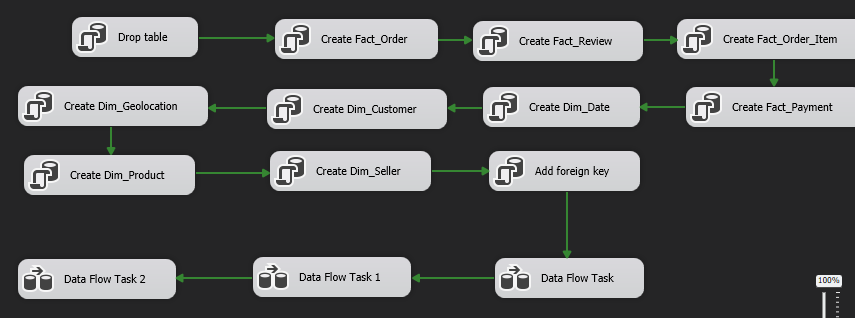 Drop table
Create Fact_Order
Create Fact_Review
Create Fact_Order_Item
Create Dim_Geolocation
Create Dim_Customer
Create Dim_Date
Create Fact_Payment
Create Dim_Product
Create Dim_Seller
Add foreign key
Data Flow Task 2
Data Flow Task 1
Data Flow Task
100%